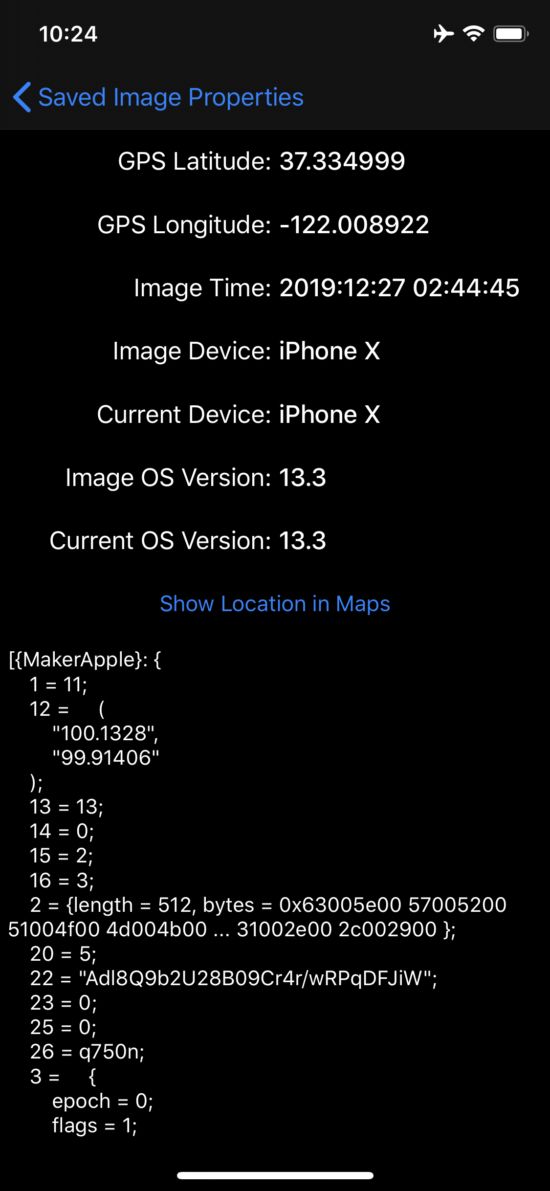 10:24
Saved Image Properties
GPS Latitude: 37.334999
GPS Longitude: -122.008922
Image Time: 2019:12:27 02:44:45
Image Device: iPhone X
Current Device: iPhone X
Image OS Version: 13.3
Current OS Version: 13.3
Show Location in Maps
[{MakerApple}: {
1 = 11;
12 = (
"100.1328",
"99.91406"
);
13 = 13;
14 = 0;
15 = 2;
16 = 3;
2 = {length = 512, bytes = 0x63005e00 57005200
51004f00 4d004b00 ... 31002e00 2c002900 };
20 = 5;
22 = "Adl8Q9b2U28B09Cr4r/wRPqDFJiW";
23 = 0;
25 = 0;
26 = q750n;
3 = {
epoch = 0;
flags = 1;